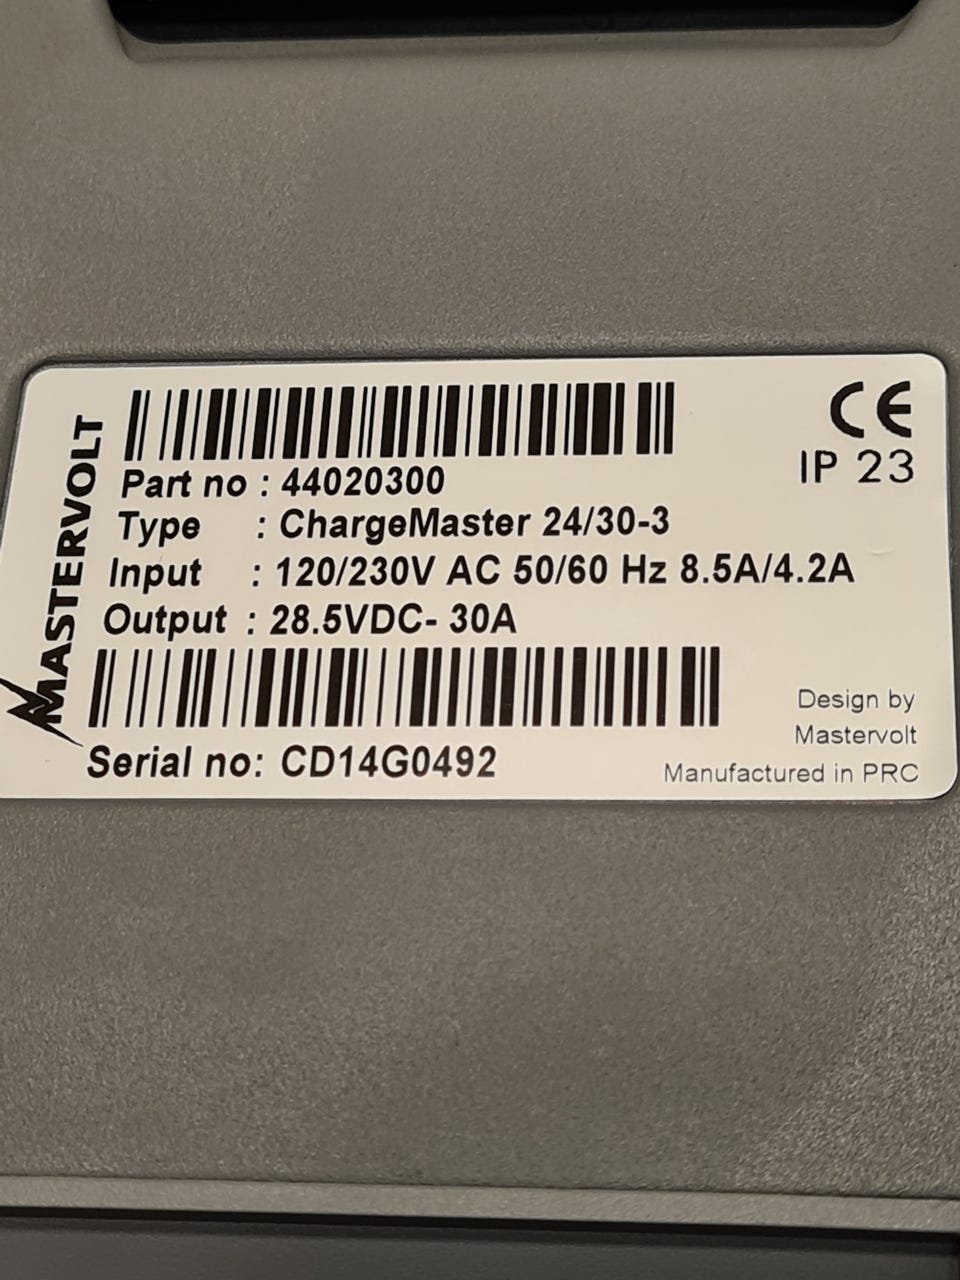 MASTERVOLT
CE
IP 23
Part no : 44020300
Type : ChargeMaster 24/30-3
Input : 120/230V AC 50/60 Hz 8.5A/4.2A
Output : 28.5VDC- 30A
Serial no: CD14G0492
Design by
Mastervolt
Manufactured in PRC